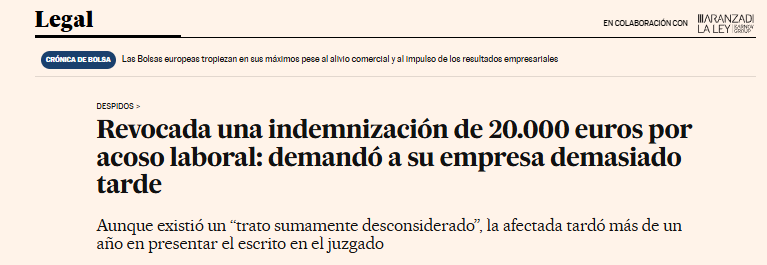 Legal
EN COLABORACIÓN CON
ARANZADI
LA LEY KARNOV GROUP
CRÓNICA DE BOLSA Las Bolsas europeas tropiezan en sus máximos pese al alivio comercial y al impulso de los resultados empresariales
DESPIDOS >
Revocada una indemnización de 20.000 euros por
acoso laboral: demandó a su empresa demasiado
tarde
Aunque existió un “trato sumamente desconsiderado”, la afectada tardó más de un
año en presentar el escrito en el juzgado